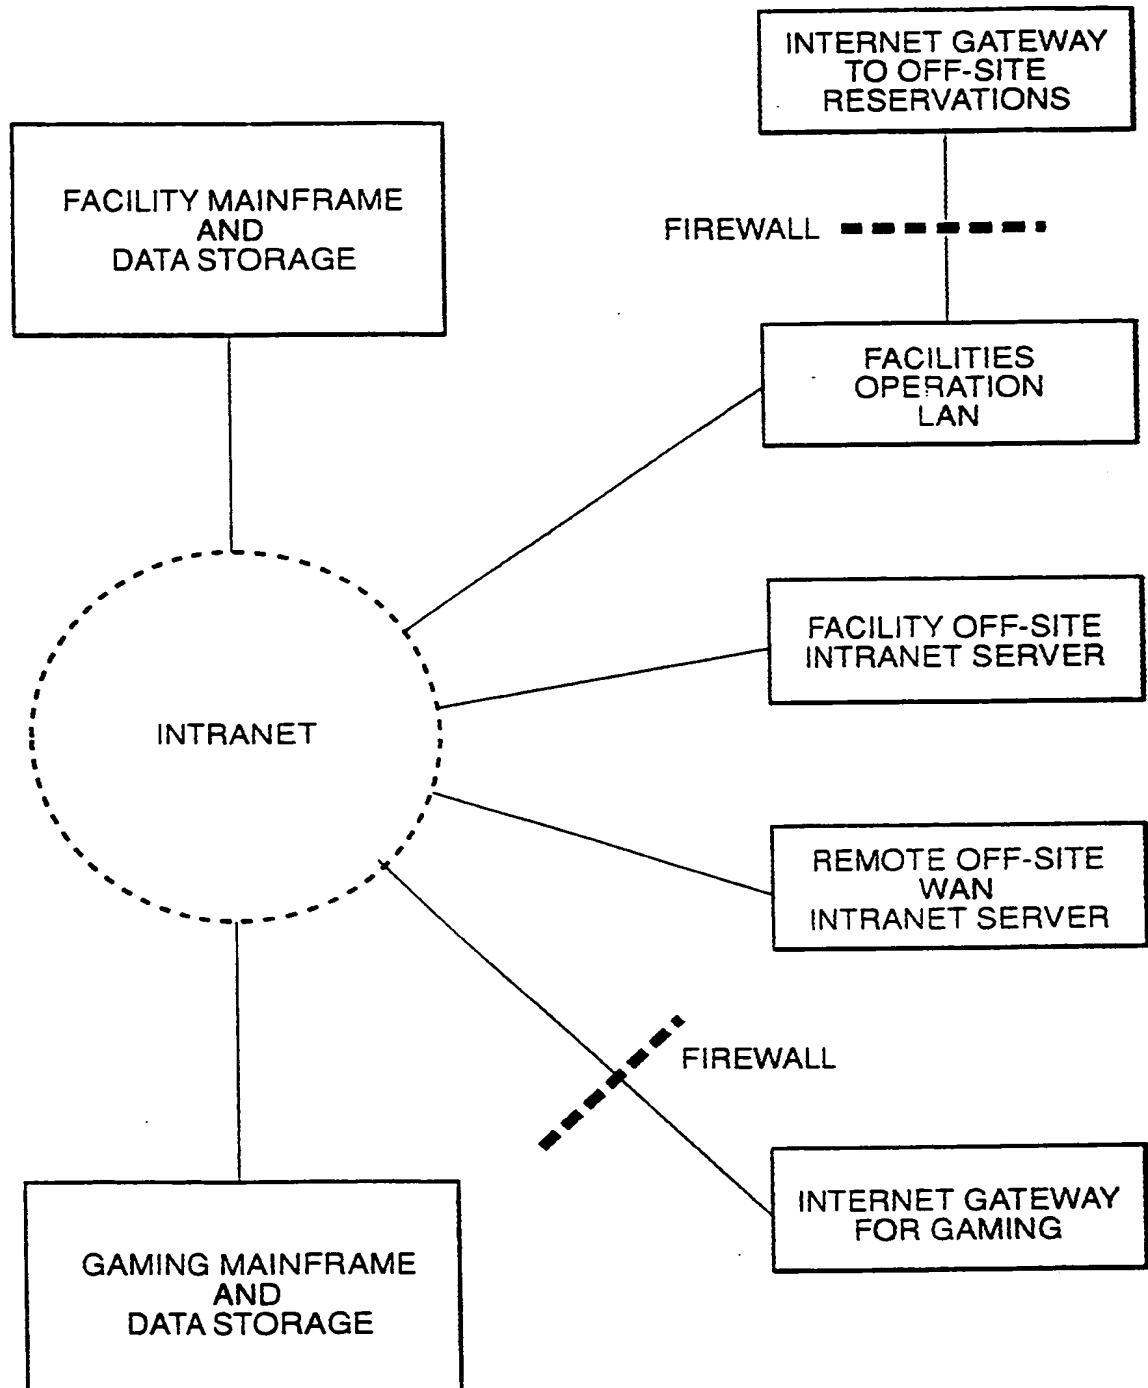 INTERNET GATEWAY
TO OFF-SITE
RESERVATIONS
FACILITY MAINFRAME
AND
DATA STORAGE
FIREWALL
FACILITIES
OPERATION
LAN
FACILITY OFF-SITE
INTRANET SERVER
INTRANET
REMOTE OFF-SITE
WAN
INTRANET SERVER
FIREWALL
INTERNET GATEWAY
FOR GAMING
GAMING MAINFRAME
AND
DATA STORAGE